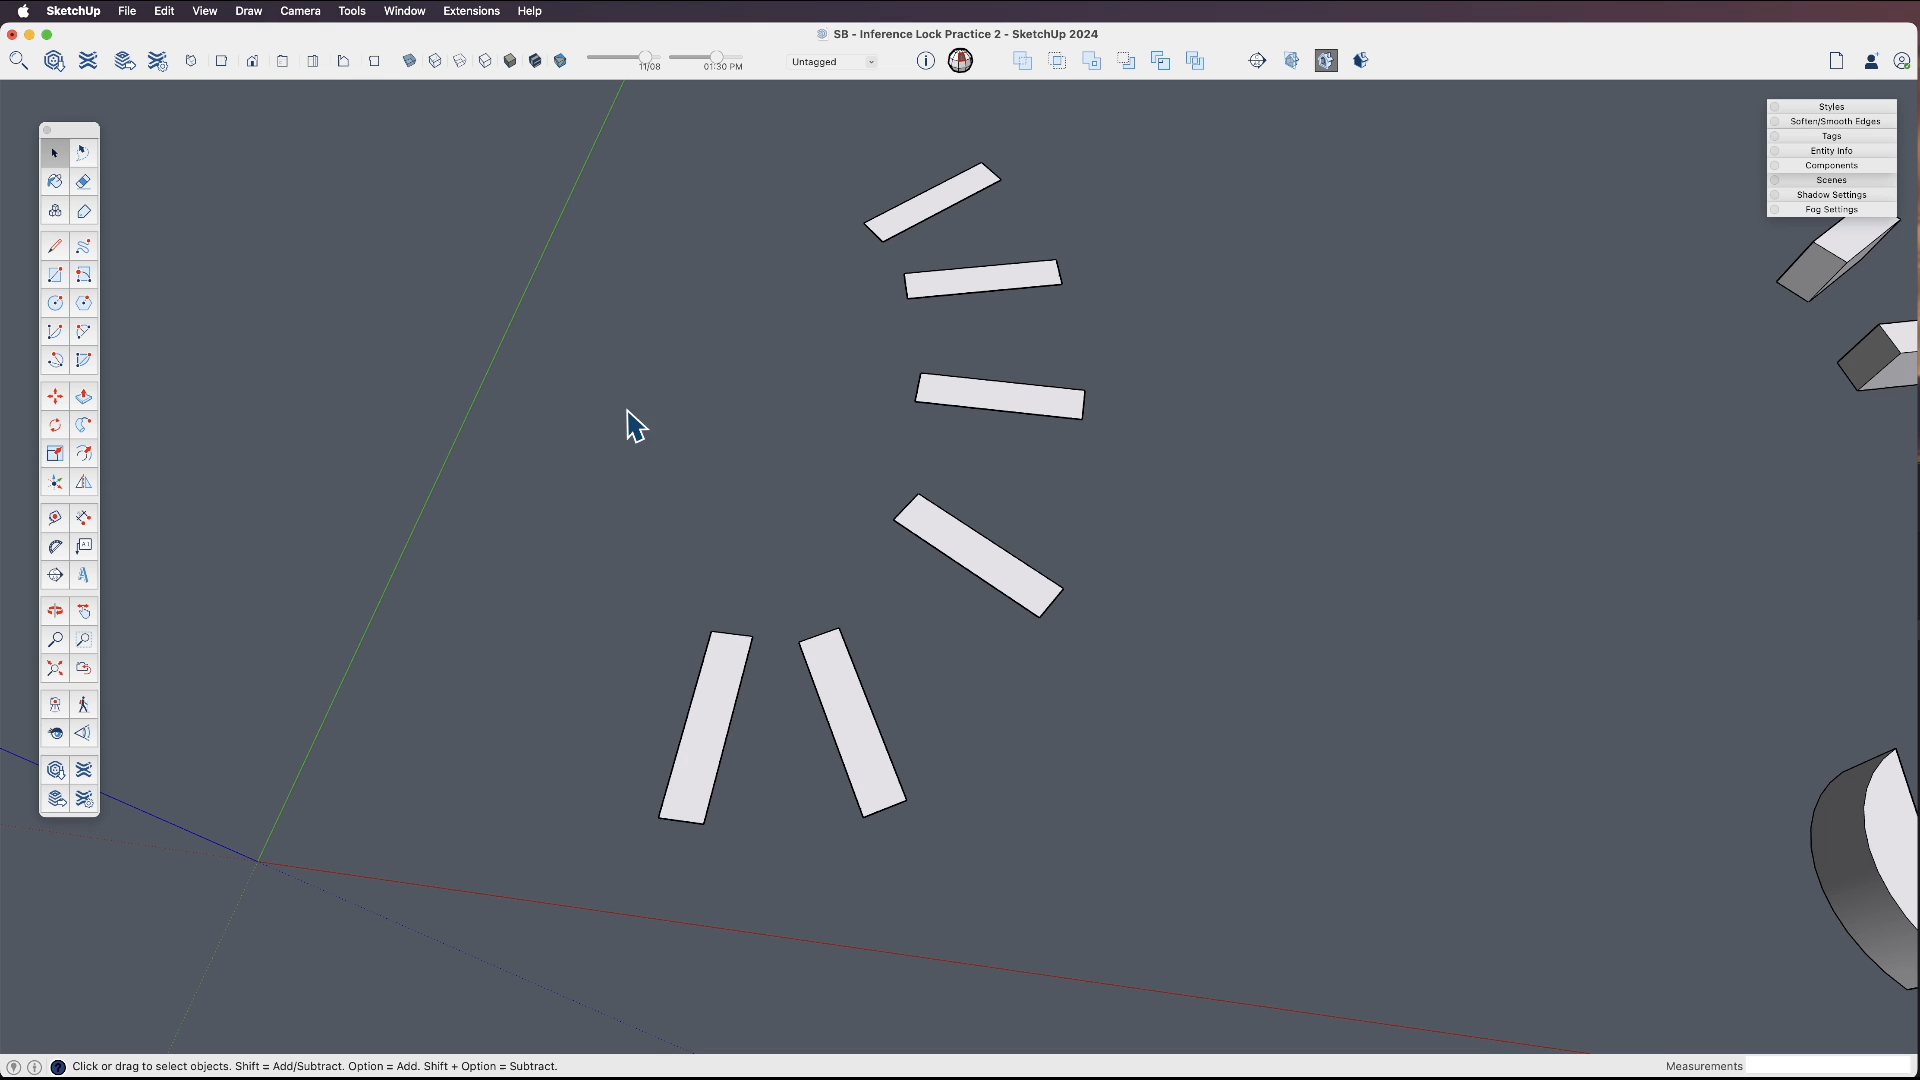 SketchUp File Edit View Draw Camera Tools Window Extensions Help
SB - Inference Lock Practice 2 - SketchUp 2024
11/08
01:30 PM
Untagged
Styles
Soften/Smooth Edges
Tags
Entity Info
Components
Scenes
Shadow Settings
Fog Settings
Click or drag to select objects. Shift = Add/Subtract. Option = Add. Shift + Option = Subtract.
Measurements